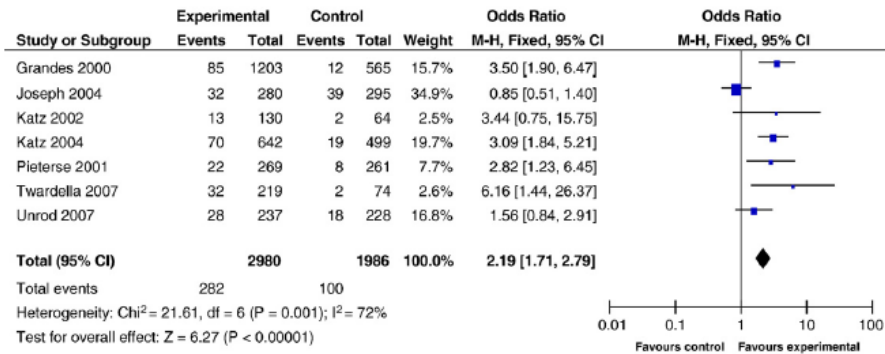 Experimental Control Odds Ratio Odds Ratio
Study or Subgroup Events Total Events Total Weight M-H, Fixed, 95% CI M-H, Fixed, 95% CI
Grandes 2000 85 1203 12 565 15.7% 3.50 [1.90, 6.47]
Joseph 2004 32 280 39 295 34.9% 0.85 [0.51, 1.40]
Katz 2002 13 130 2 64 2.5% 3.44 [0.75, 15.75]
Katz 2004 70 642 19 499 19.7% 3.09 [1.84, 5.21]
Pieterse 2001 22 269 8 261 7.7% 2.82 [1.23, 6.45]
Twardella 2007 32 219 2 74 2.6% 6.16 [1.44, 26.37]
Unrod 2007 28 237 18 228 16.8% 1.56 [0.84, 2.91]
Total (95% CI) 2980 1986 100.0% 2.19 [1.71, 2.79]
Total events 282 100
Heterogeneity: Chi² = 21.61, df = 6 (P = 0.001); I² = 72%
Test for overall effect: Z = 6.27 (P < 0.00001)
0.01 0.1 1 10 100
Favours control Favours experimental